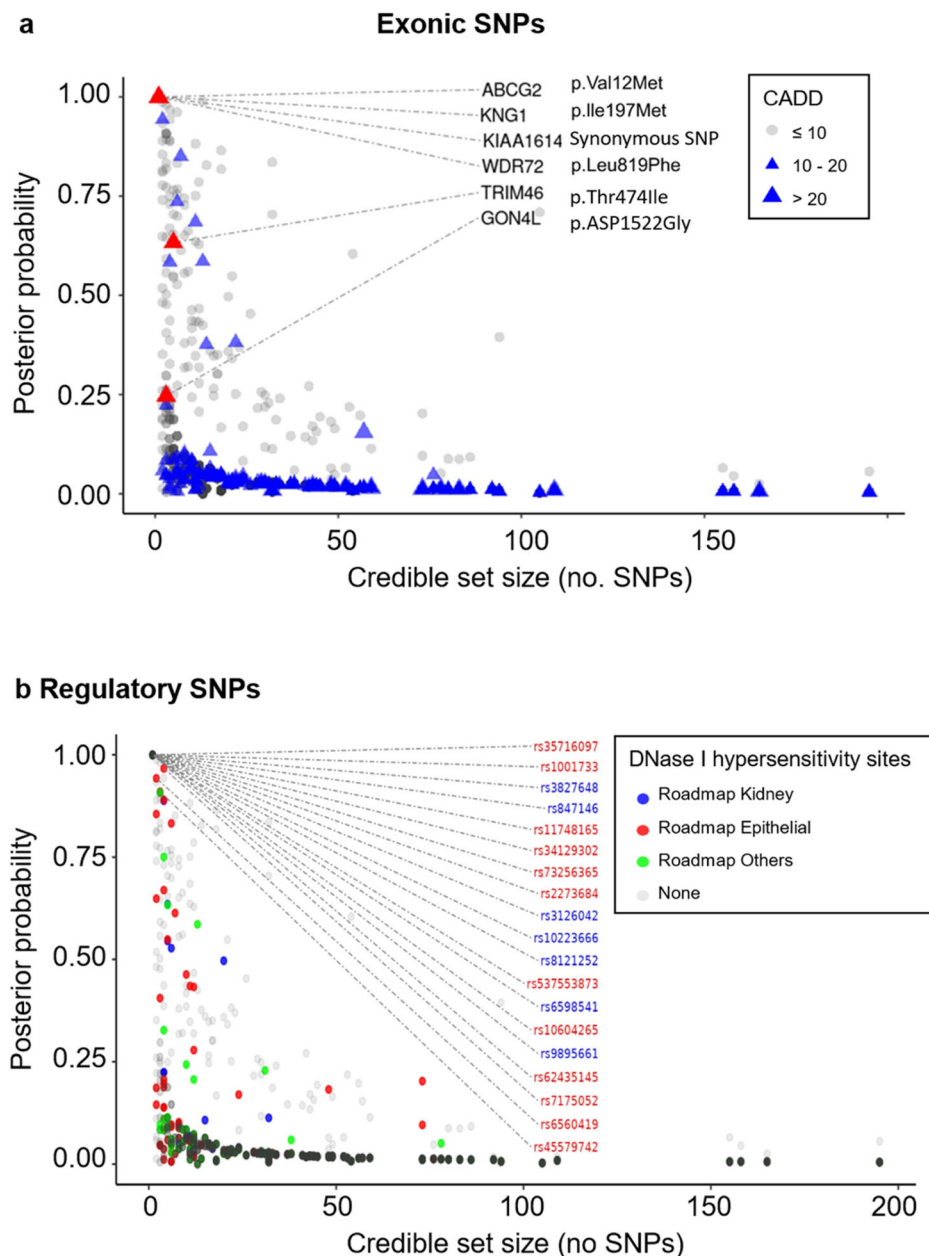 a
Exonic SNPs
Posterior probability
1.00
0.75
0.50
0.25
0.00
0
50
100
150
Credible set size (no. SNPs)
ABCG2 p.Val12Met
KNG1 p.Ile197Met
KIAA1614 Synonymous SNP
WDR72 p.Leu819Phe
TRIM46 p.Thr474Ile
GON4L p.ASP1522Gly
CADD
≤ 10
10 - 20
> 20
b Regulatory SNPs
Posterior probability
1.00
0.75
0.50
0.25
0.00
0
50
100
150
200
Credible set size (no SNPs)
rs35716097
rs1001733
rs3827648
rs847146
rs11748165
rs34129302
rs73256365
rs2273684
rs3126042
rs10223666
rs8121252
rs537553873
rs6598541
rs10604265
rs9895661
rs62435145
rs7175052
rs6560419
rs45579742
DNase I hypersensitivity sites
Roadmap Kidney
Roadmap Epithelial
Roadmap Others
None